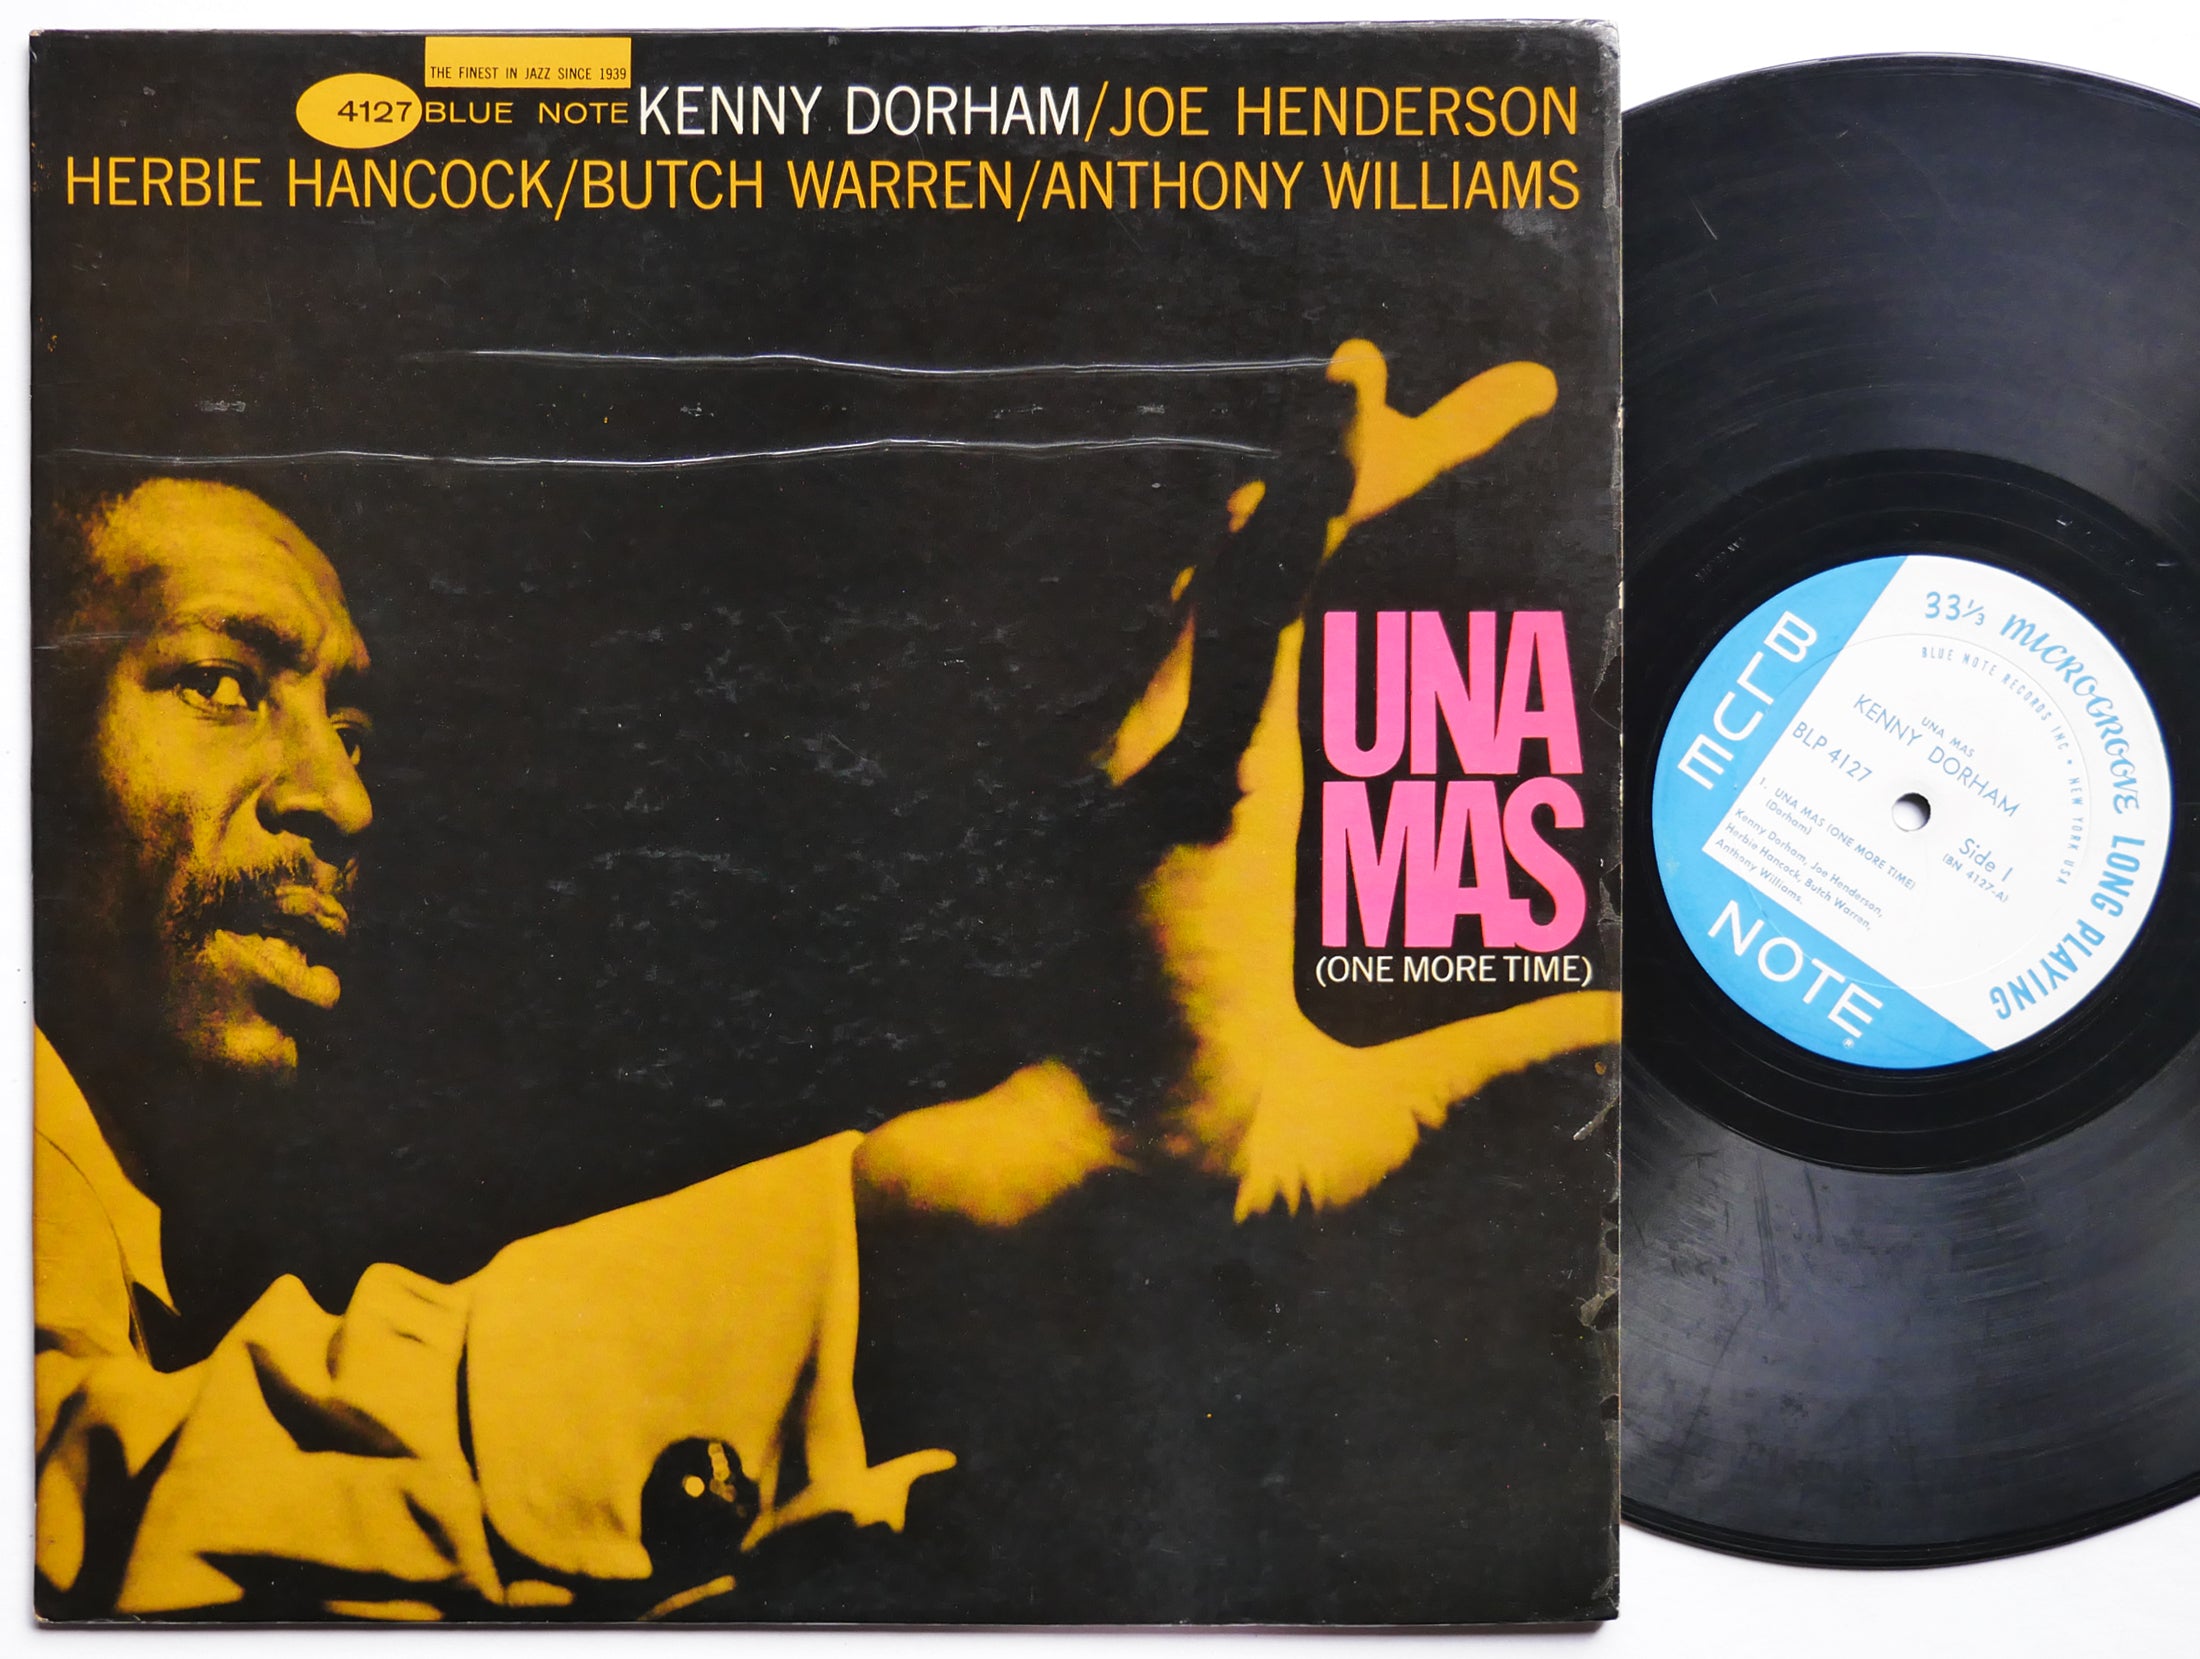 THE FINEST IN JAZZ SINCE 1939
4127 BLUE NOTE KENNY DORHAM/JOE HENDERSON
HERBIE HANCOCK/BUTCH WARREN/ANTHONY WILLIAMS
UNA
MAS
(ONE MORE TIME)
33 1/3 MICROGROOVE LONG PLAYING
BLUE NOTE RECORDS INC • NEW YORK USA
BLUE
NOTE®
UNA MAS
KENNY DORHAM
BLP 4127
Side 1
(BN 4127-A)
1. UNA MAS (ONE MORE TIME)
(Dorham)
Kenny Dorham, Joe Henderson,
Herbie Hancock, Butch Warren,
Anthony Williams.